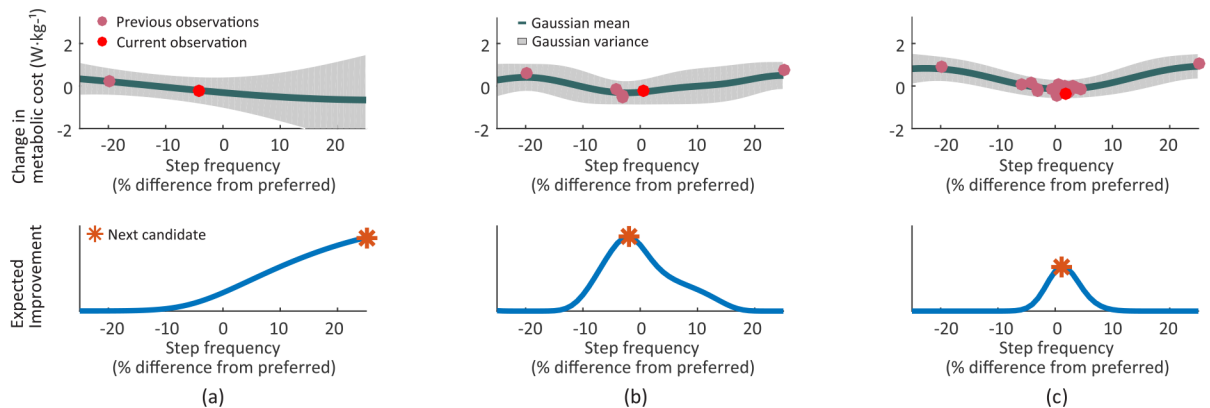 Previous observations
Current observation
Gaussian mean
Gaussian variance
Change in
metabolic cost (W·kg⁻¹)
2
0
-2
-20
-10
0
10
20
Step frequency
(% difference from preferred)
2
0
-2
-20
-10
0
10
20
Step frequency
(% difference from preferred)
2
0
-2
-20
-10
0
10
20
Step frequency
(% difference from preferred)
Expected
Improvement
Next candidate
-20
-10
0
10
20
Step frequency
(% difference from preferred)
-20
-10
0
10
20
Step frequency
(% difference from preferred)
-20
-10
0
10
20
Step frequency
(% difference from preferred)
(a)
(b)
(c)